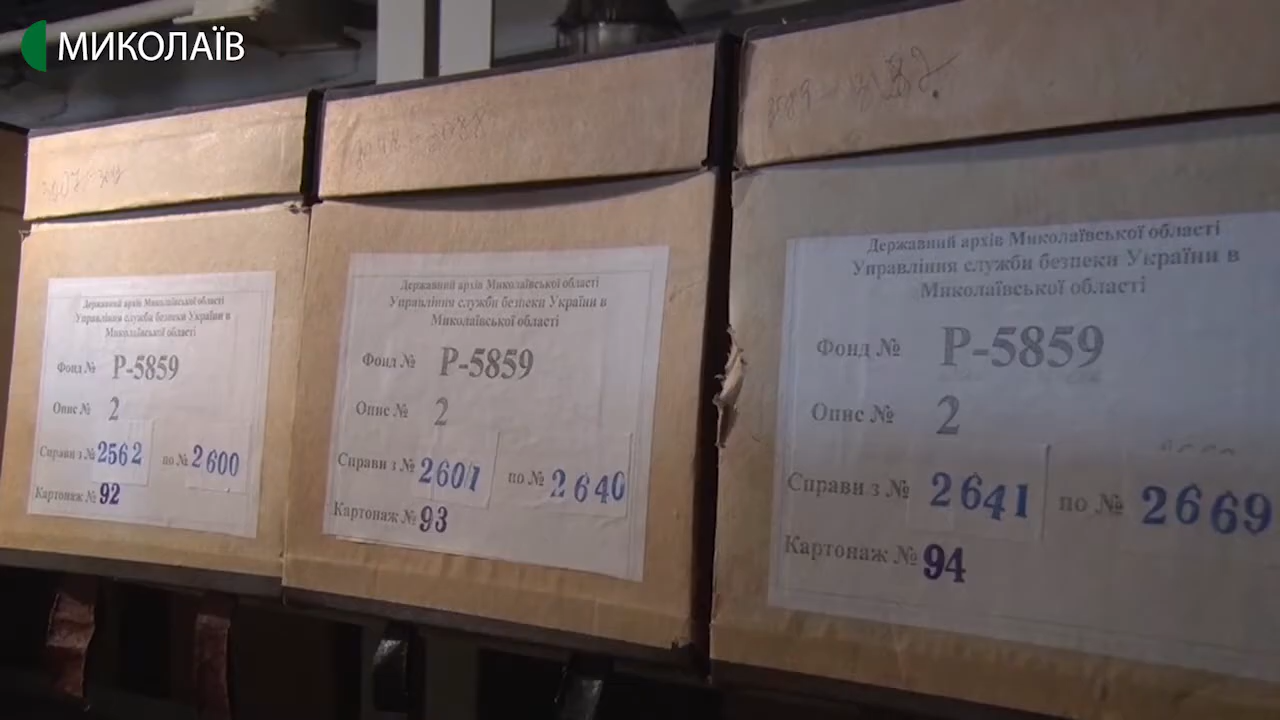 МИКОЛАЇВ
Державний архів Миколаївської області
Управління служби безпеки України в
Миколаївській області
Фонд № Р-5859
Опис № 2
Справи з № 2562 по № 2600
Картонаж № 92
Державний архів Миколаївської області
Управління служби безпеки України в
Миколаївської області
Фонд № Р-5859
Опис № 2
Справи з № 2601 по № 2640
Картонаж № 93
Державний архів Миколаївської області
Управління служби безпеки України в
Миколаївської області
Фонд № Р-5859
Опис № 2
Справи з № 2641 по № 2669
Картонаж № 94